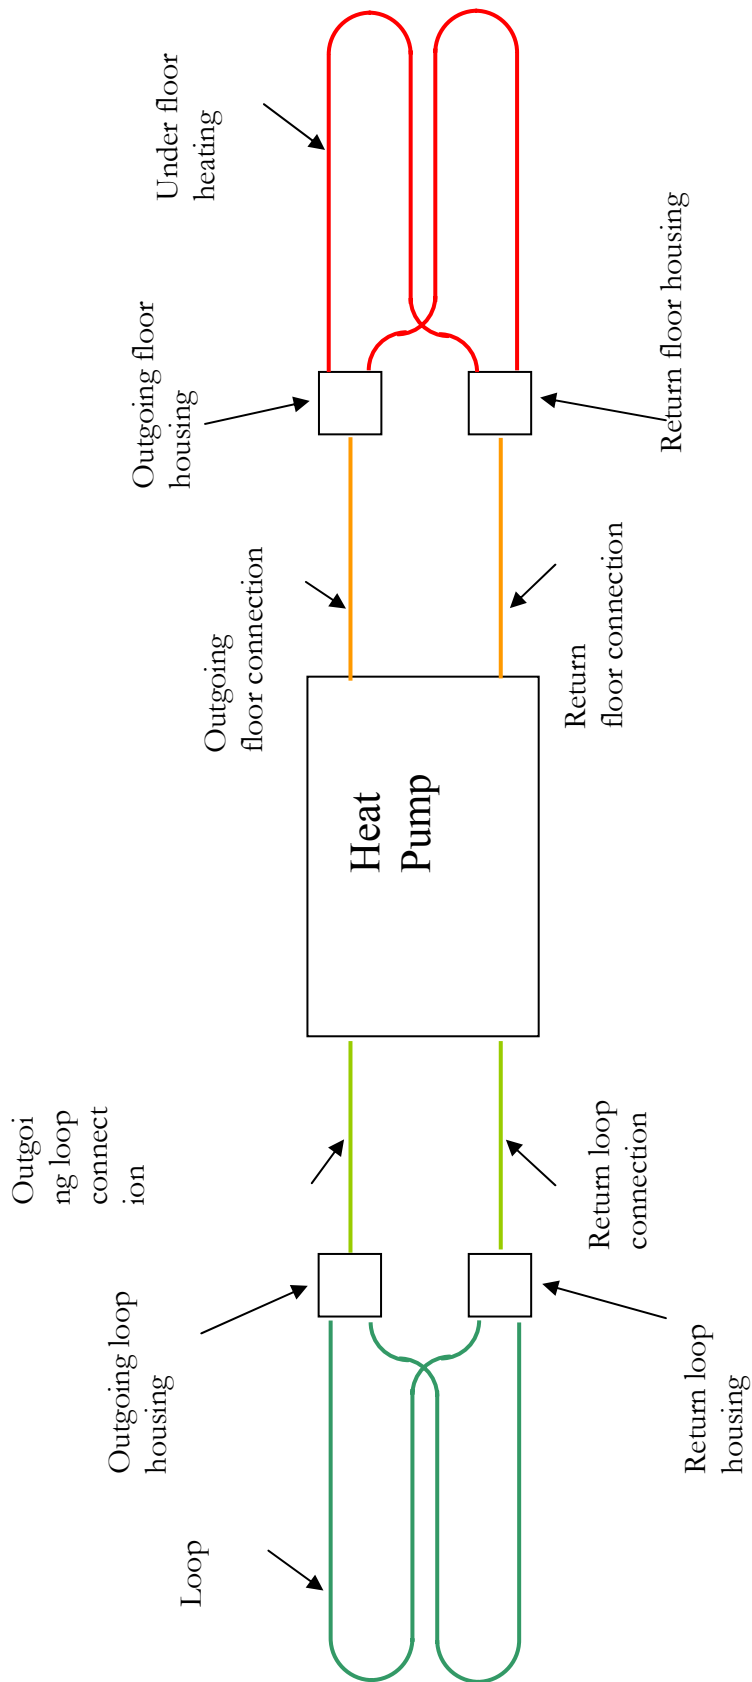 Under floor
heating
Outgoing floor
housing
Return floor housing
Outgoing
floor connection
Return
floor connection
Heat
Pump
Outgoi
ng loop
connect
ion
Return loop
connection
Outgoing loop
housing
Return loop
housing
Loop